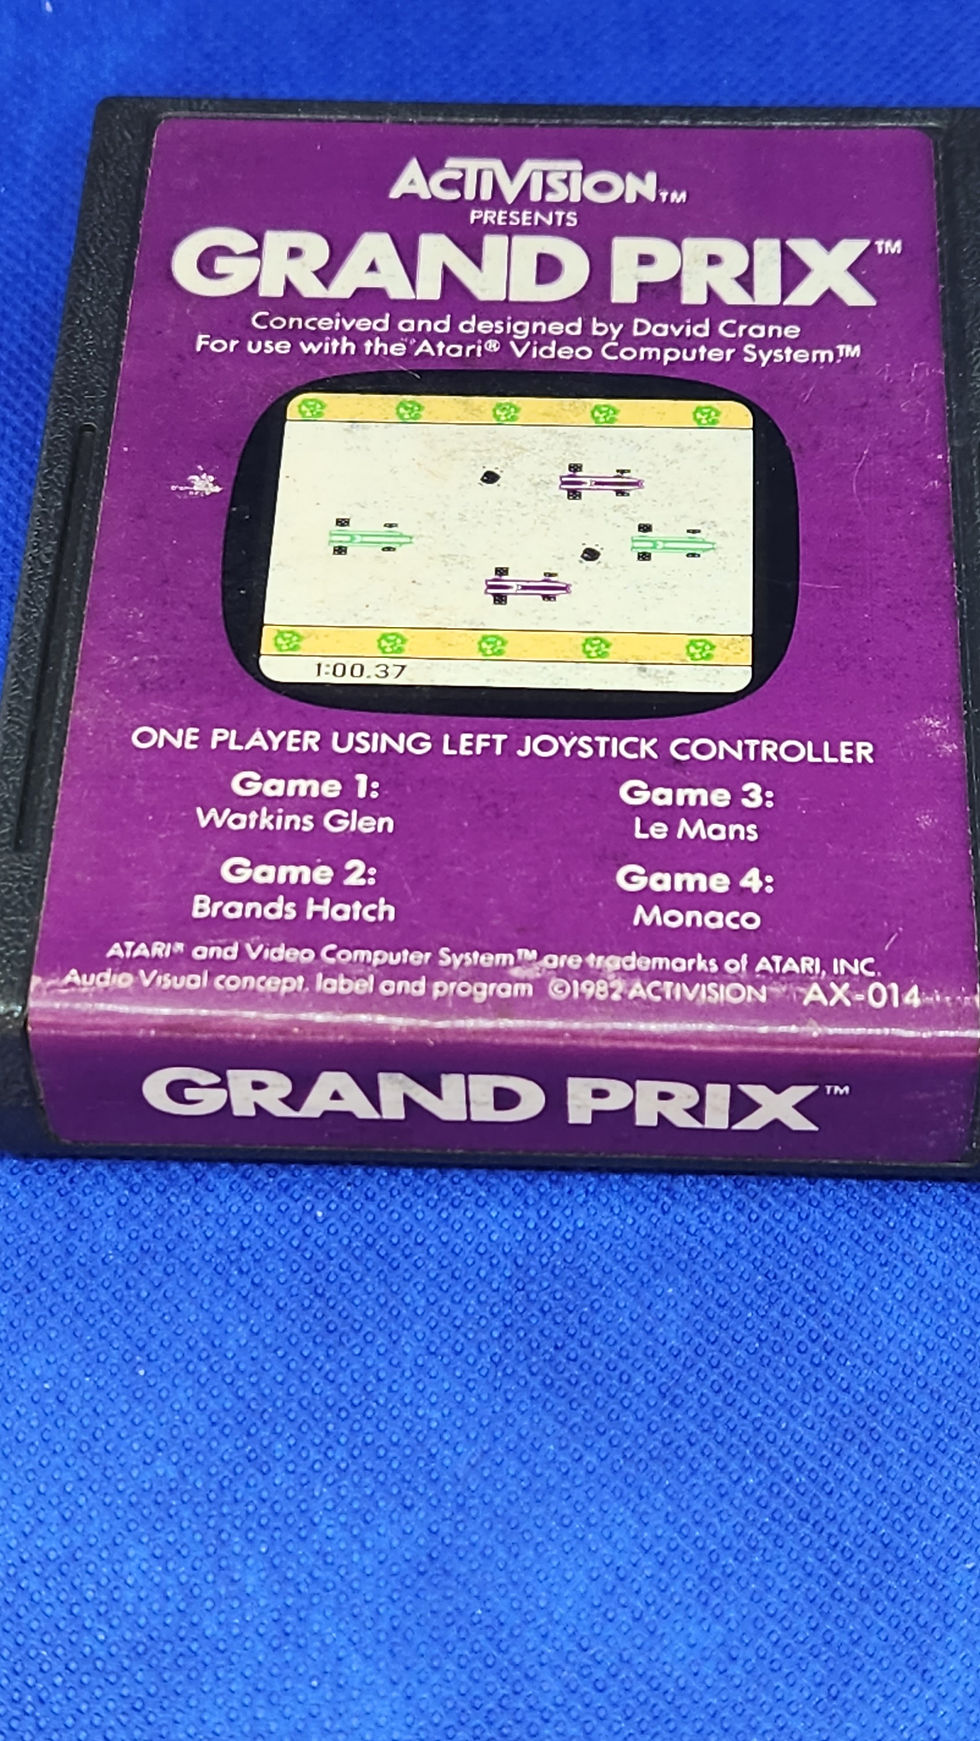 ACTIVISION™
PRESENTS
GRAND PRIX™
Conceived and designed by David Crane
For use with the Atari® Video Computer System™
1:00.37
ONE PLAYER USING LEFT JOYSTICK CONTROLLER
Game 1:
Watkins Glen
Game 2:
Brands Hatch
Game 3:
Le Mans
Game 4:
Monaco
ATARI® and Video Computer System™ are trademarks of ATARI, INC.
Audio Visual concept, label and program ©1982 ACTIVISION AX-014
GRAND PRIX™